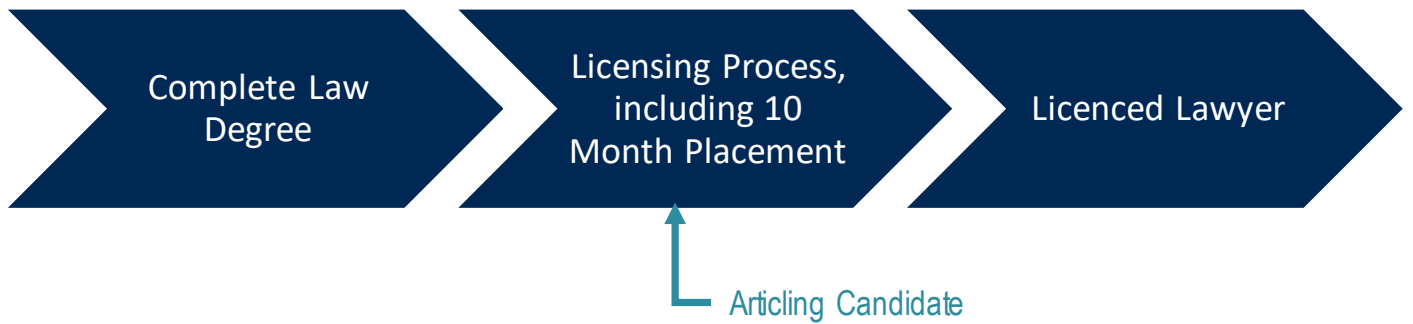 Complete Law
Degree
Licensing Process,
including 10
Month Placement
Licenced Lawyer
Articling Candidate